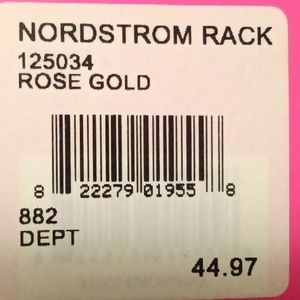 NORDSTROM RACK
125034
ROSE GOLD
8 22279 01955 8
882
DEPT
44.97